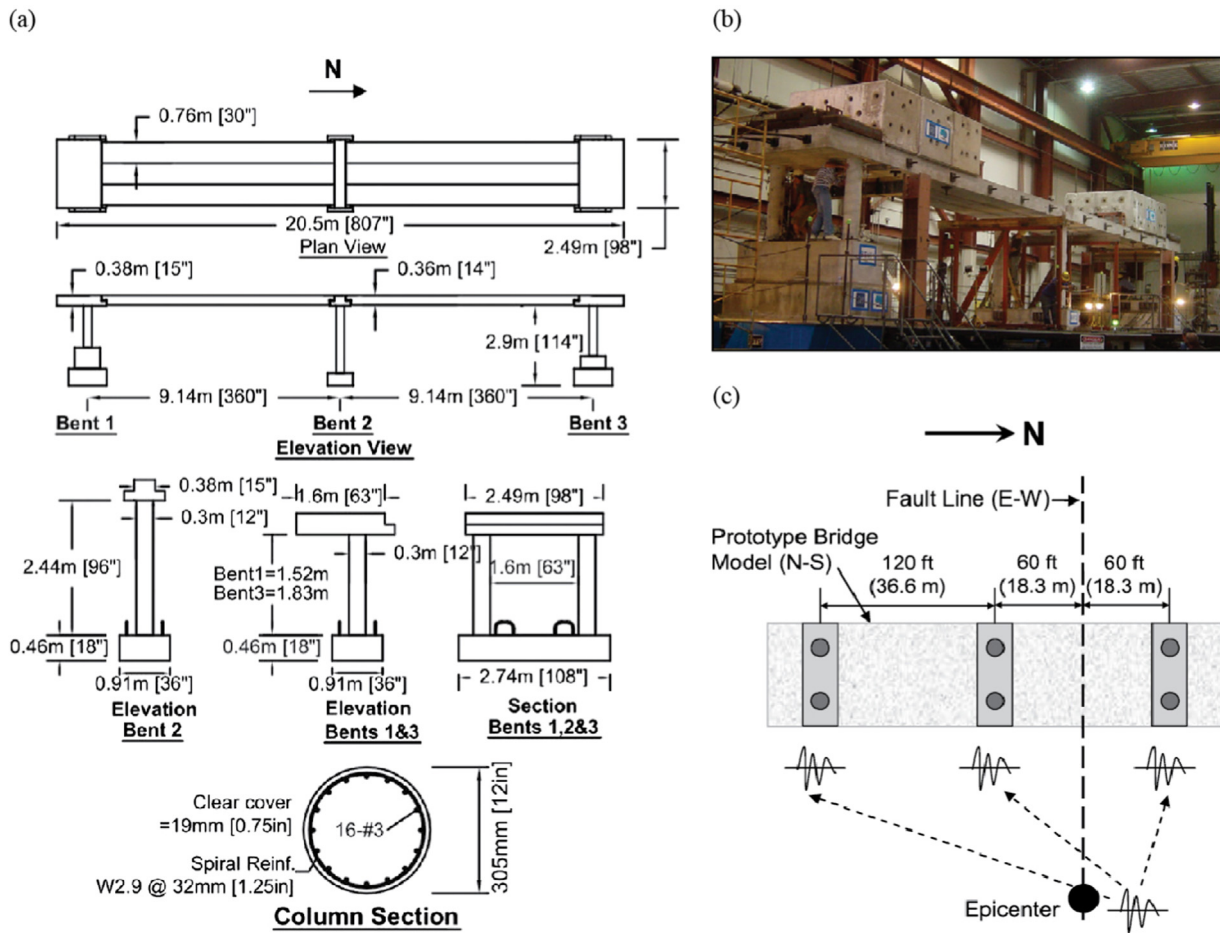 (a)
N
0.76m [30"]
20.5m [807"]
Plan View
2.49m [98"]
0.38m [15"]
0.36m [14"]
2.9m [114"]
9.14m [360"]
9.14m [360"]
Bent 1
Bent 2
Bent 3
Elevation View
0.38m [15"]
0.3m [12"]
2.44m [96"]
0.46m [18"]
0.91m [36"]
Elevation
Bent 2
1.6m [63"]
0.3m [12"]
Bent1=1.52m
Bent3=1.83m
0.46m [18"]
0.91m [36"]
Elevation
Bents 1&3
2.49m [98"]
1.6m [63"]
2.74m [108"]
Section
Bents 1,2&3
Clear cover
=19mm [0.75in]
16-#3
Spiral Reinf.
W2.9 @ 32mm [1.25in]
305mm [12in]
Column Section
(b)
(c)
N
Fault Line (E-W)
Prototype Bridge
Model (N-S)
120 ft
(36.6 m)
60 ft
(18.3 m)
60 ft
(18.3 m)
Epicenter